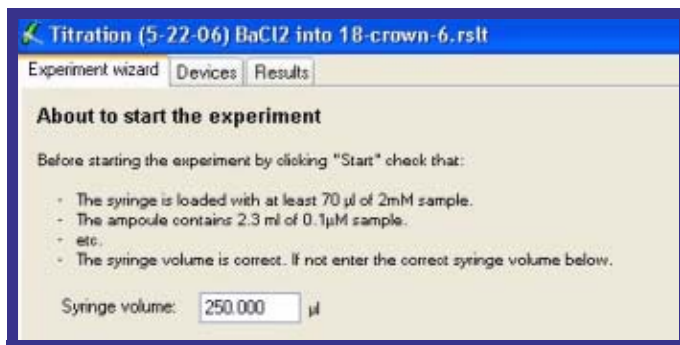 Titration (5-22-06) BaCl2 into 18-crown-6.rslt
Experiment wizard Devices Results
About to start the experiment
Before starting the experiment by clicking "Start" check that:
- The syringe is loaded with at least 70 µl of 2mM sample.
- The ampoule contains 2.3 ml of 0.1µM sample.
- etc.
- The syringe volume is correct. If not enter the correct syringe volume below.
Syringe volume: 250.000 µl